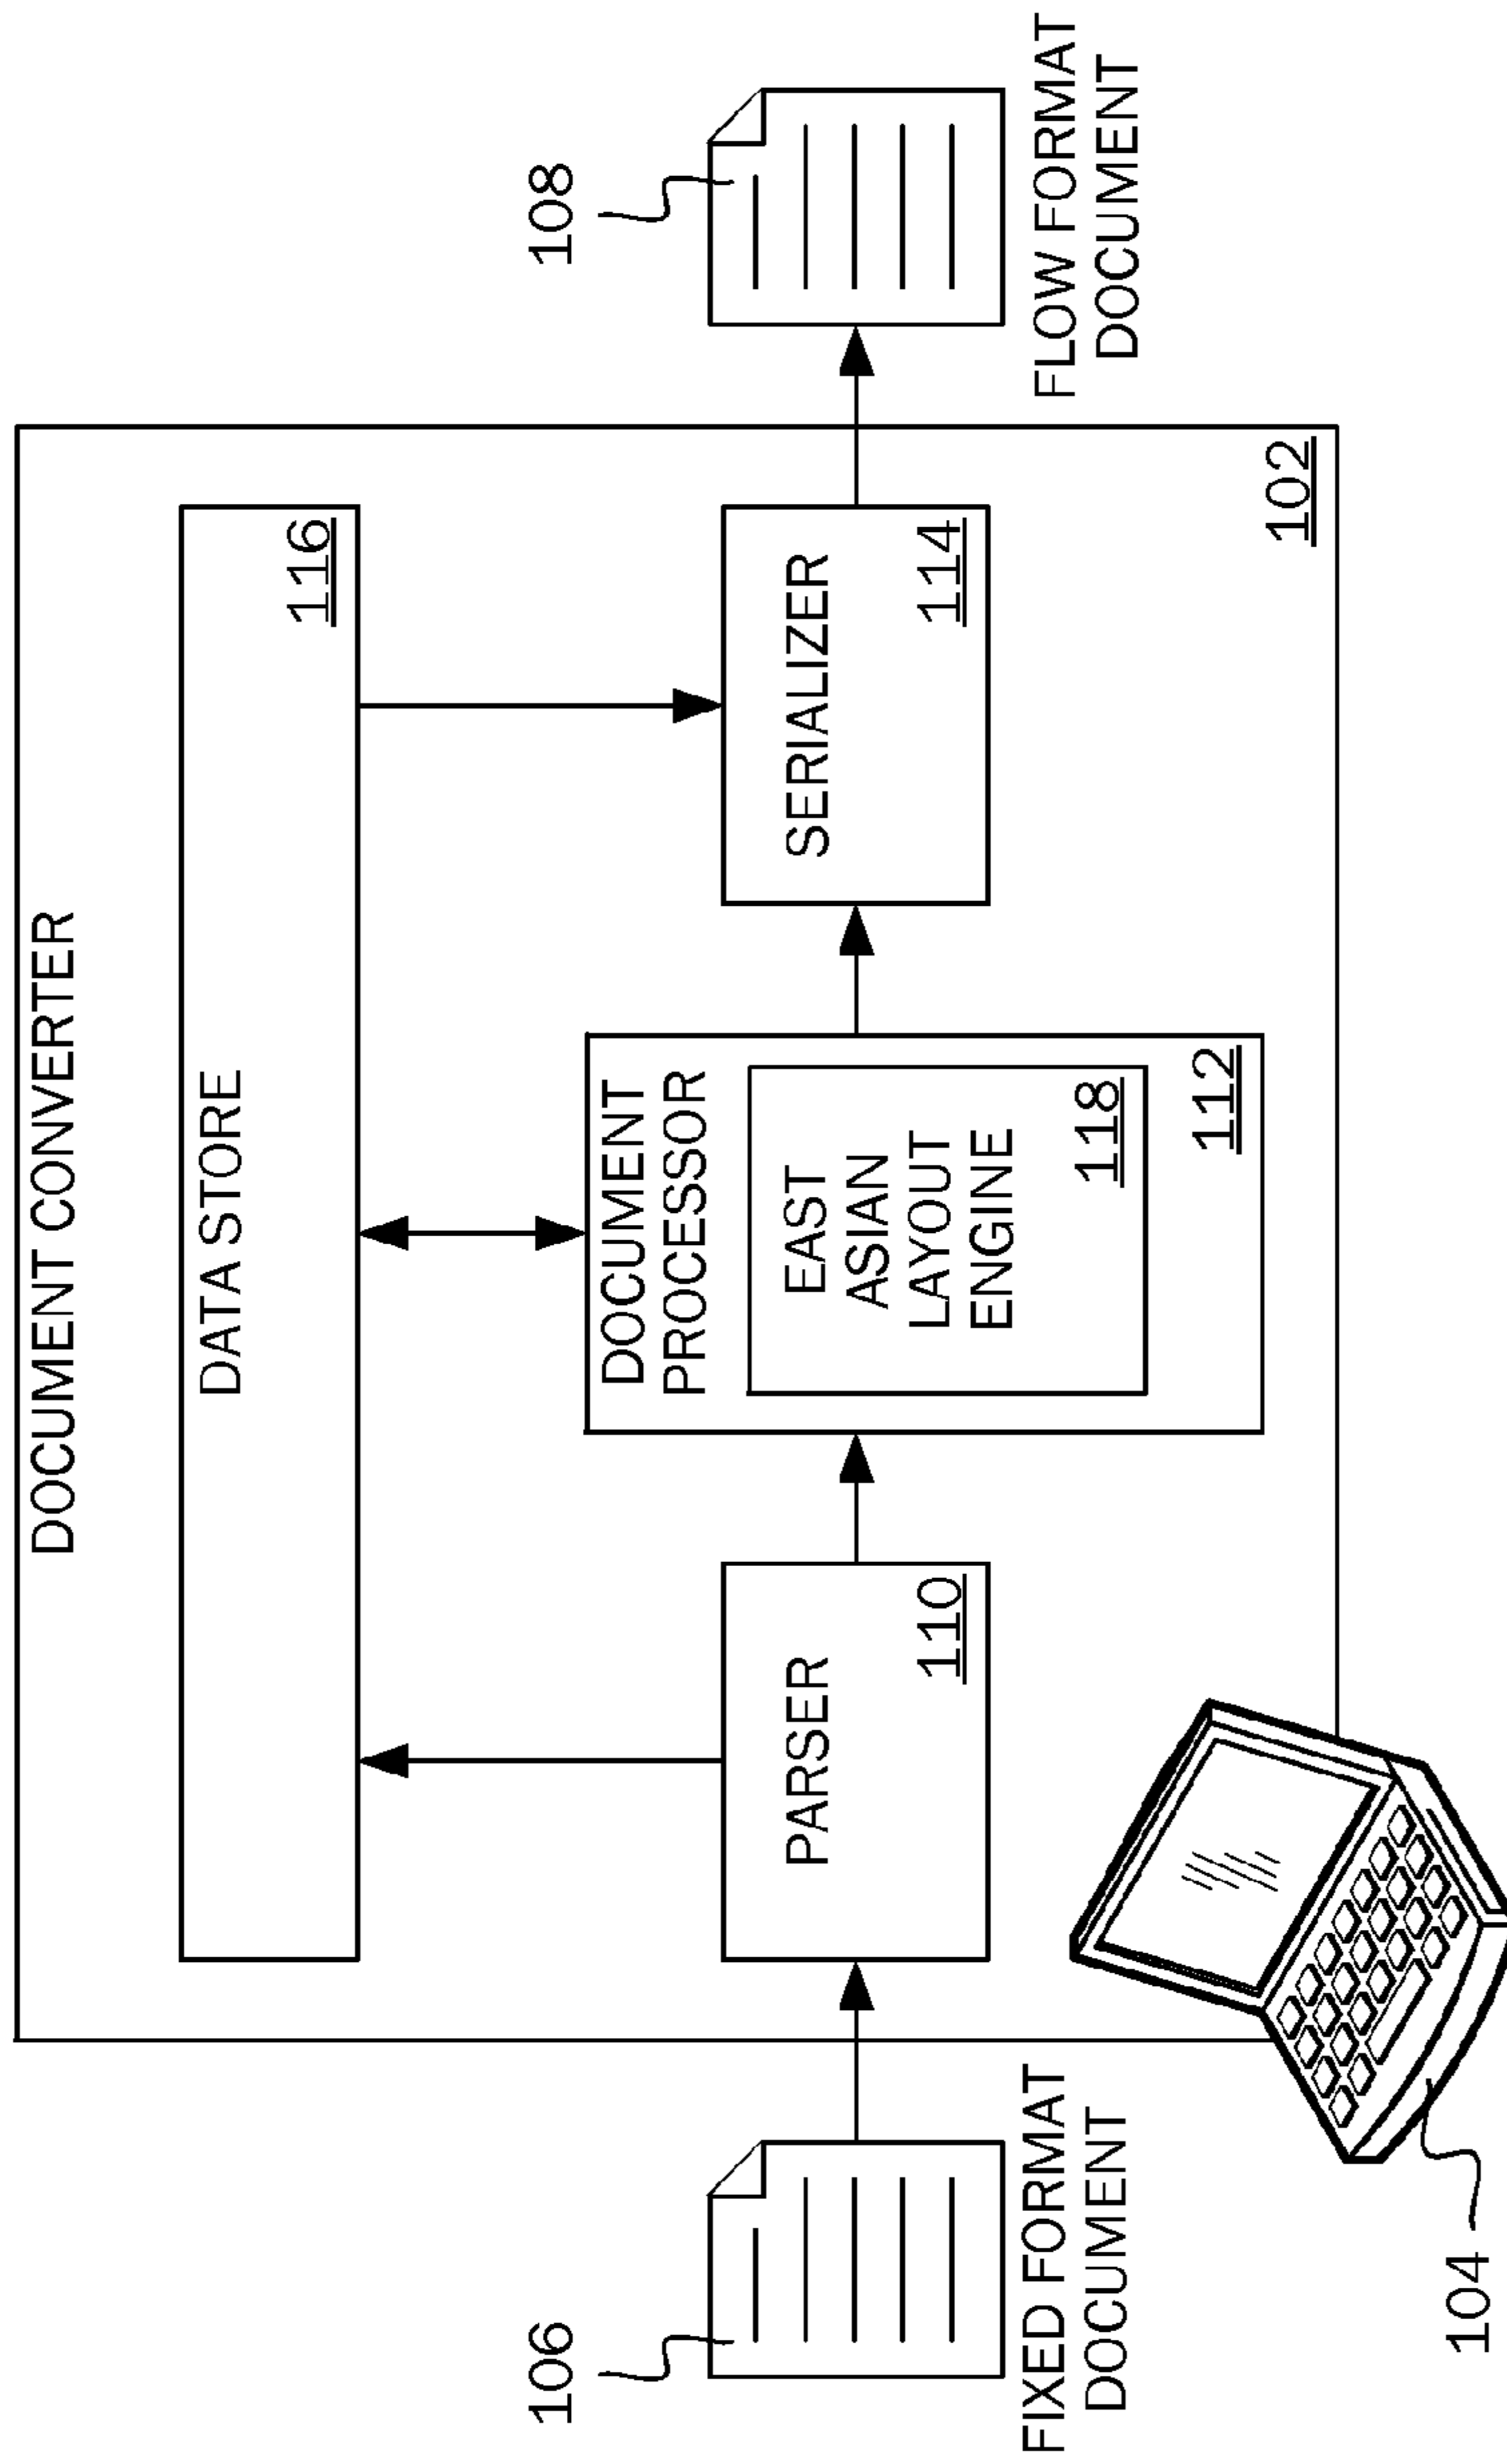 DOCUMENT CONVERTER
DATA STORE
116
106
108
DOCUMENT
PROCESSOR
PARSER
110
EAST
ASIAN
LAYOUT
ENGINE
118
112
SERIALIZER
114
FIXED FORMAT
DOCUMENT
FLOW FORMAT
DOCUMENT
102
104